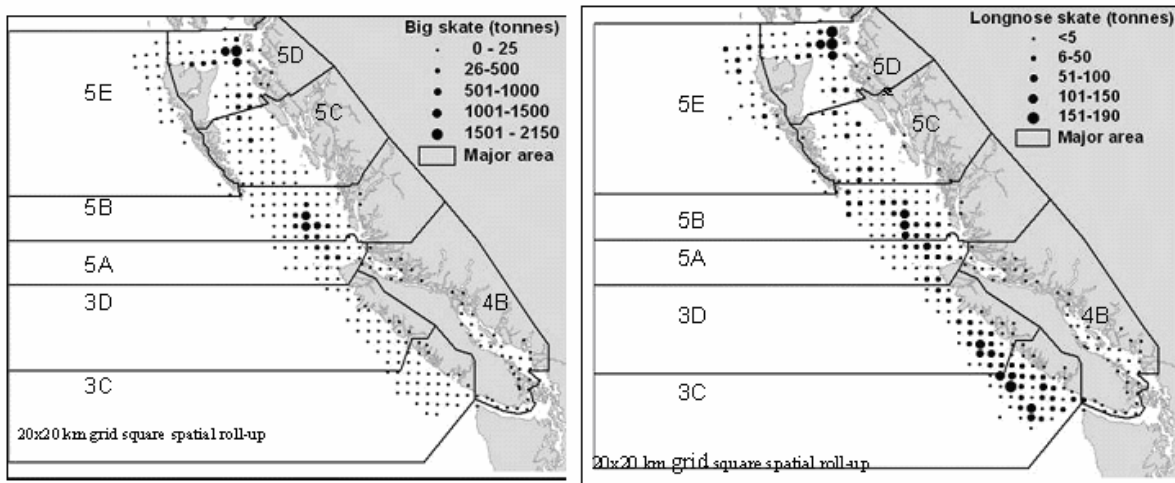 Big skate (tonnes)
0 - 25
26-500
501-1000
1001-1500
1501 - 2150
Major area
5D
5E
5C
5B
5A
3D
4B
3C
20x20 km grid square spatial roll-up
Longnose skate (tonnes)
<5
6-50
51-100
101-150
151-190
Major area
5D
5E
5C
5B
5A
3D
4B
3C
20x20 km grid square spatial roll-up